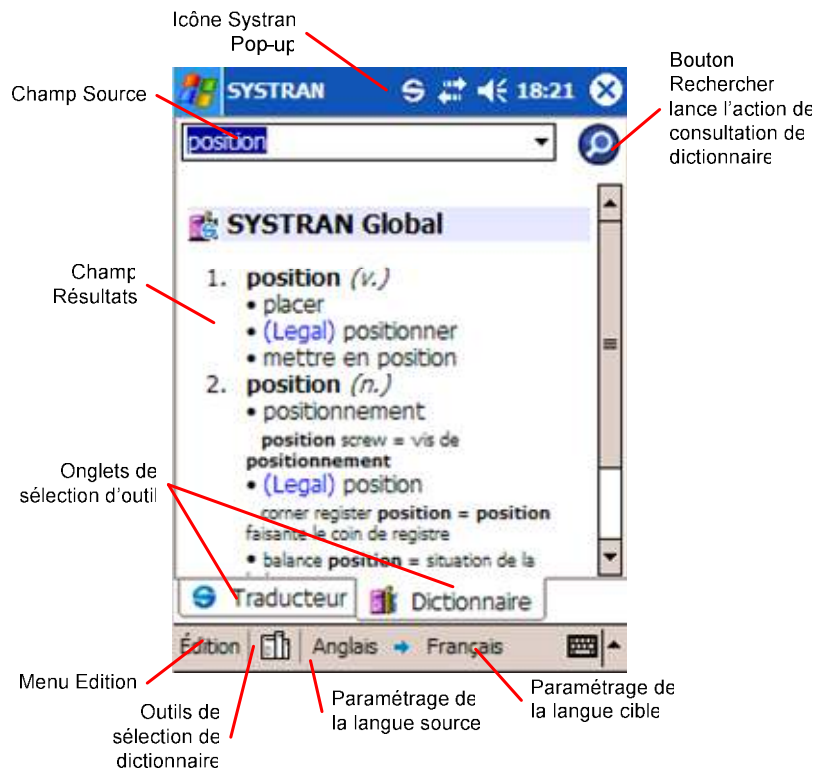 Icône Systran
Pop-up
Bouton
Rechercher
lance l'action de
consultation de
dictionnaire
Champ Source
SYSTRAN
18:21
position
SYSTRAN Global
Champ
Résultats
1. position (v.)
• placer
• (Legal) positionner
• mettre en position
2. position (n.)
• positionnement
position screw = vis de
positionnement
• (Legal) position
corner register position = position
faisante le coin de registre
• balance position = situation de la
Onglets de
sélection d'outil
Traducteur
Dictionnaire
Édition
Anglais
Français
Menu Edition
Outils de
sélection de
dictionnaire
Paramétrage de
la langue source
Paramétrage de
la langue cible